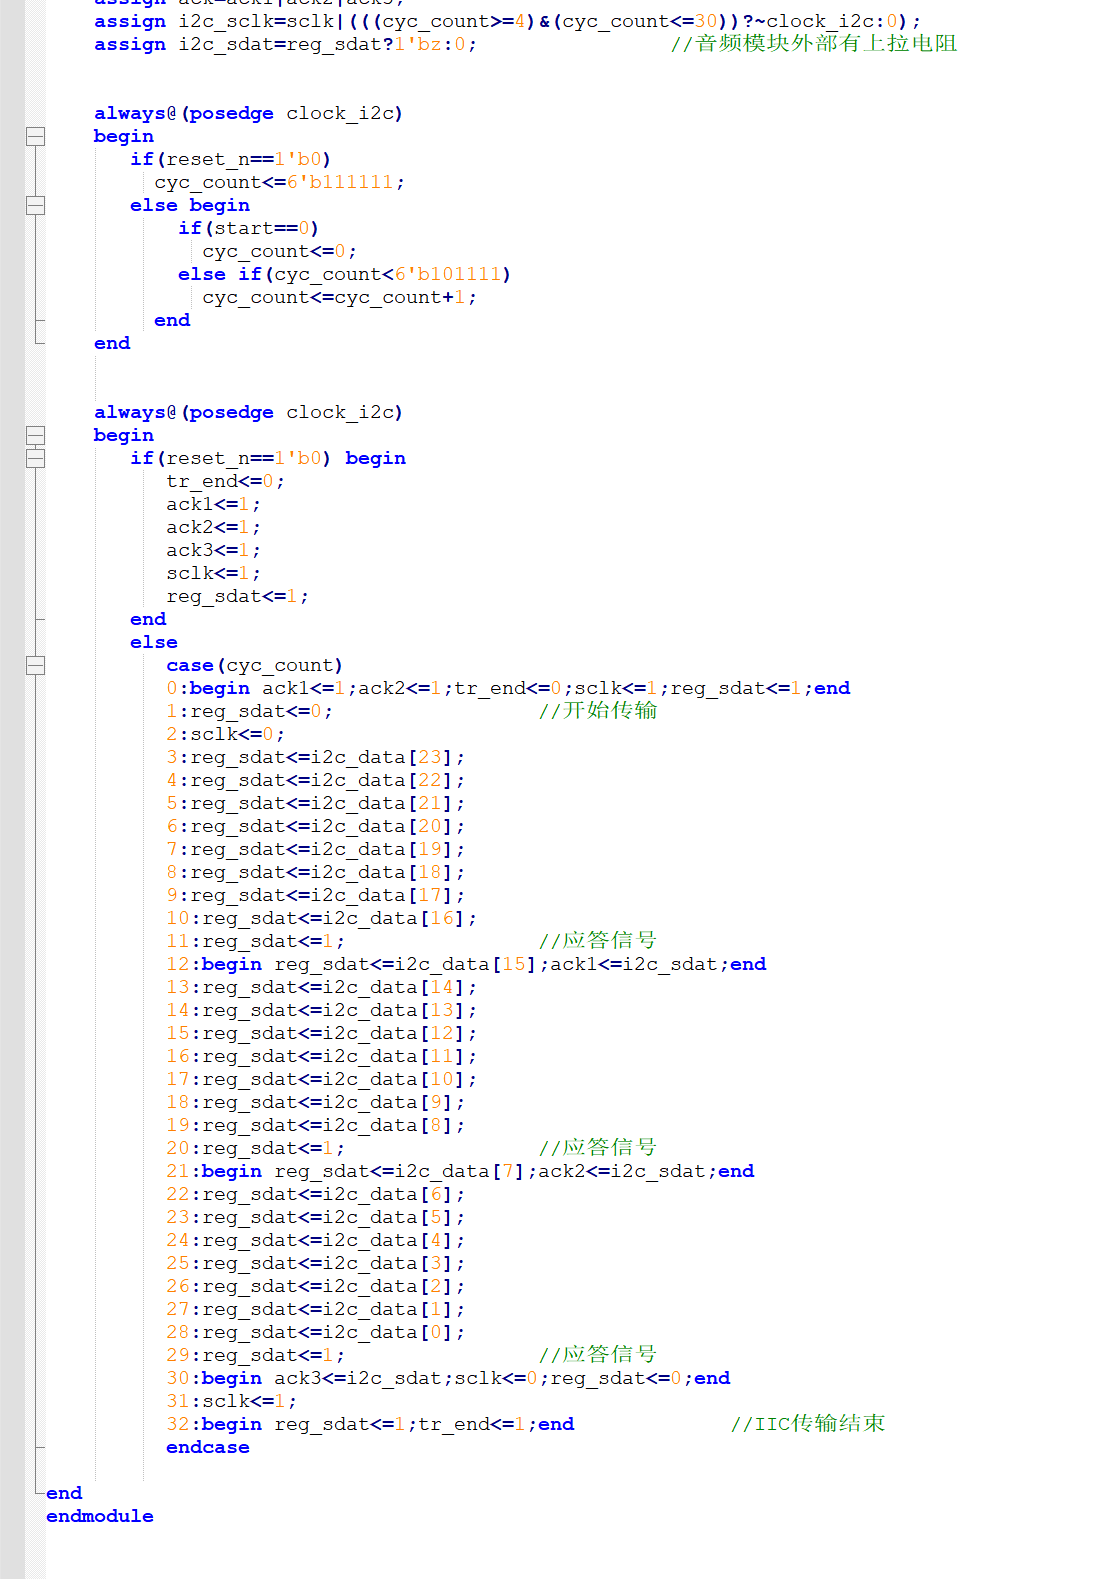 assign ack=ack1|ack2|ack3;
assign i2c_sclk=sclk|(((cyc_count>=4)&(cyc_count<=30))?~clock_i2c:0);
assign i2c_sdat=reg_sdat?1'bz:0; //音频模块外部有上拉电阻
always@(posedge clock_i2c)
begin
if(reset_n==1'b0)
cyc_count<=6'b111111;
else begin
if(start==0)
cyc_count<=0;
else if(cyc_count<6'b101111)
cyc_count<=cyc_count+1;
end
end
always@(posedge clock_i2c)
begin
if(reset_n==1'b0) begin
tr_end<=0;
ack1<=1;
ack2<=1;
ack3<=1;
sclk<=1;
reg_sdat<=1;
end
else
case(cyc_count)
0:begin ack1<=1;ack2<=1;tr_end<=0;sclk<=1;reg_sdat<=1;end
1:reg_sdat<=0; //开始传输
2:sclk<=0;
3:reg_sdat<=i2c_data[23];
4:reg_sdat<=i2c_data[22];
5:reg_sdat<=i2c_data[21];
6:reg_sdat<=i2c_data[20];
7:reg_sdat<=i2c_data[19];
8:reg_sdat<=i2c_data[18];
9:reg_sdat<=i2c_data[17];
10:reg_sdat<=i2c_data[16];
11:reg_sdat<=1; //应答信号
12:begin reg_sdat<=i2c_data[15];ack1<=i2c_sdat;end
13:reg_sdat<=i2c_data[14];
14:reg_sdat<=i2c_data[13];
15:reg_sdat<=i2c_data[12];
16:reg_sdat<=i2c_data[11];
17:reg_sdat<=i2c_data[10];
18:reg_sdat<=i2c_data[9];
19:reg_sdat<=i2c_data[8];
20:reg_sdat<=1; //应答信号
21:begin reg_sdat<=i2c_data[7];ack2<=i2c_sdat;end
22:reg_sdat<=i2c_data[6];
23:reg_sdat<=i2c_data[5];
24:reg_sdat<=i2c_data[4];
25:reg_sdat<=i2c_data[3];
26:reg_sdat<=i2c_data[2];
27:reg_sdat<=i2c_data[1];
28:reg_sdat<=i2c_data[0];
29:reg_sdat<=1; //应答信号
30:begin ack3<=i2c_sdat;sclk<=0;reg_sdat<=0;end
31:sclk<=1;
32:begin reg_sdat<=1;tr_end<=1;end //IIC传输结束
endcase
end
endmodule